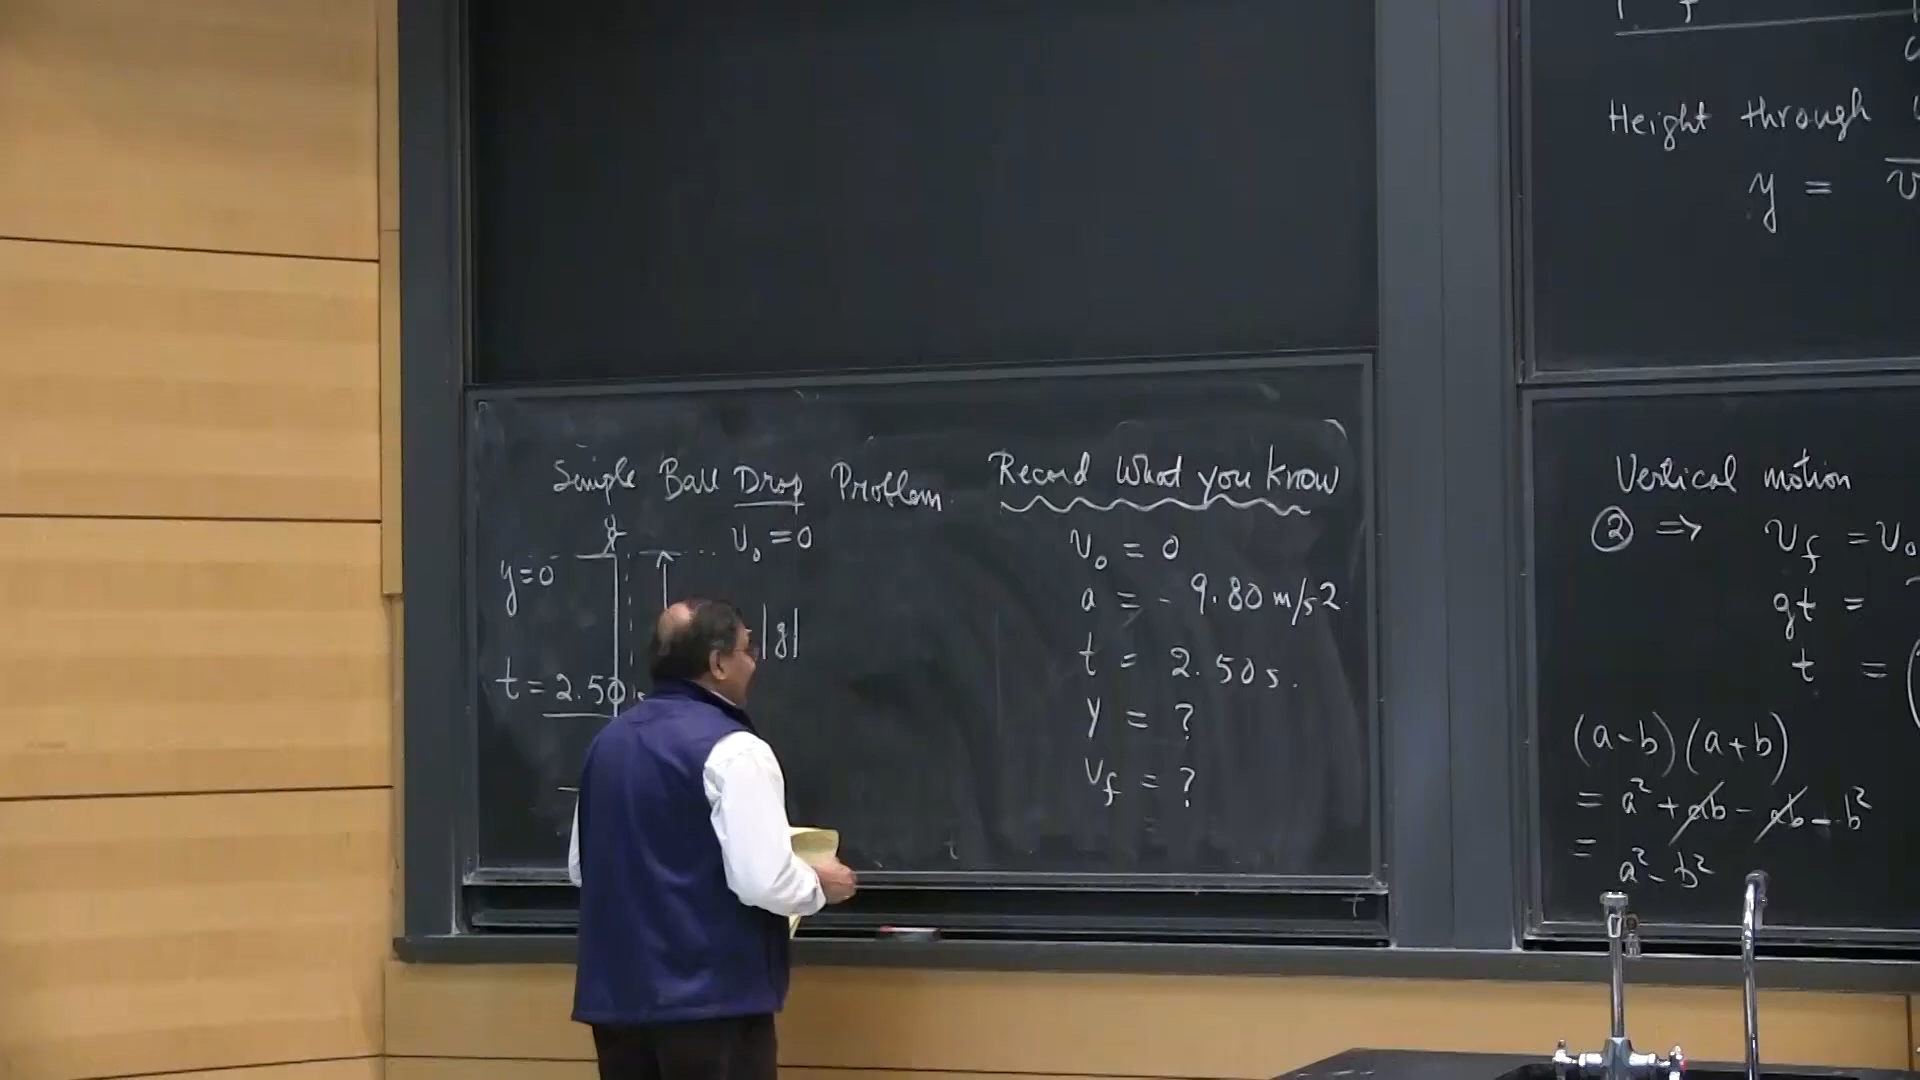 Simple Ball Drop Problem.
y
v₀ = 0
y = 0
|g|
t = 2.50
Record What you know
v₀ = 0
a = - 9.80 m/s2
t = 2.50 s.
y = ?
v_f = ?
Height through
y = v
Vertical motion
② ⇒ v_f = v₀
gt =
t = (
(a-b)(a+b)
= a² + ab - ab - b²
=
a² - b²